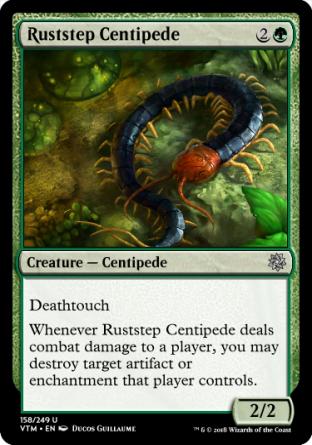 Ruststep Centipede 2
Creature — Centipede
Deathtouch
Whenever Ruststep Centipede deals
combat damage to a player, you may
destroy target artifact or
enchantment that player controls.
2/2
158/249 U
VTM • EN DUCOS GUILLAUME
™ & © 2018 Wizards of the Coast